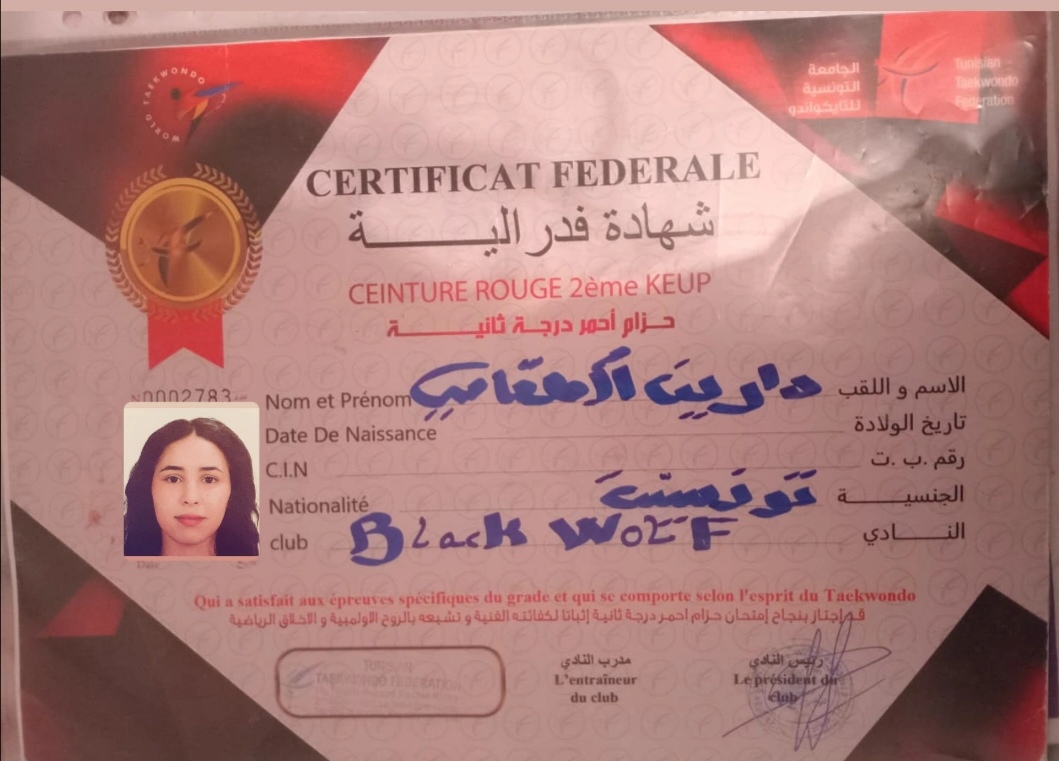 WORLD TAEKWONDO
الجامعة
التونسية
للتايكواندو
Tunisian
Taekwondo
Federation
CERTIFICAT FEDERALE
شهادة فدرالية
CEINTURE ROUGE 2ème KEUP
حزام أحمر درجة ثانية
0002783
Nom et Prénom الاسم و اللقب
Date De Naissance تاريخ الولادة
C.I.N رقم .ب .ت
Nationalité تونسية الجنسية
club Black WOLF النادي
Date
Qui a satisfait aux épreuves spécifiques du grade et qui se comporte selon l'esprit du Taekwondo
قد إجتاز بنجاح إمتحان حزام احمر درجة ثانية إثباتا لكفائته الفنية و تشبعه بالروح الاولمبية و الاخلاق الرياضية
TUNISIAN
TAEKWONDO FEDERATION
مدرب النادي
L'entraîneur
du club
رئيس النادي
Le président du
club